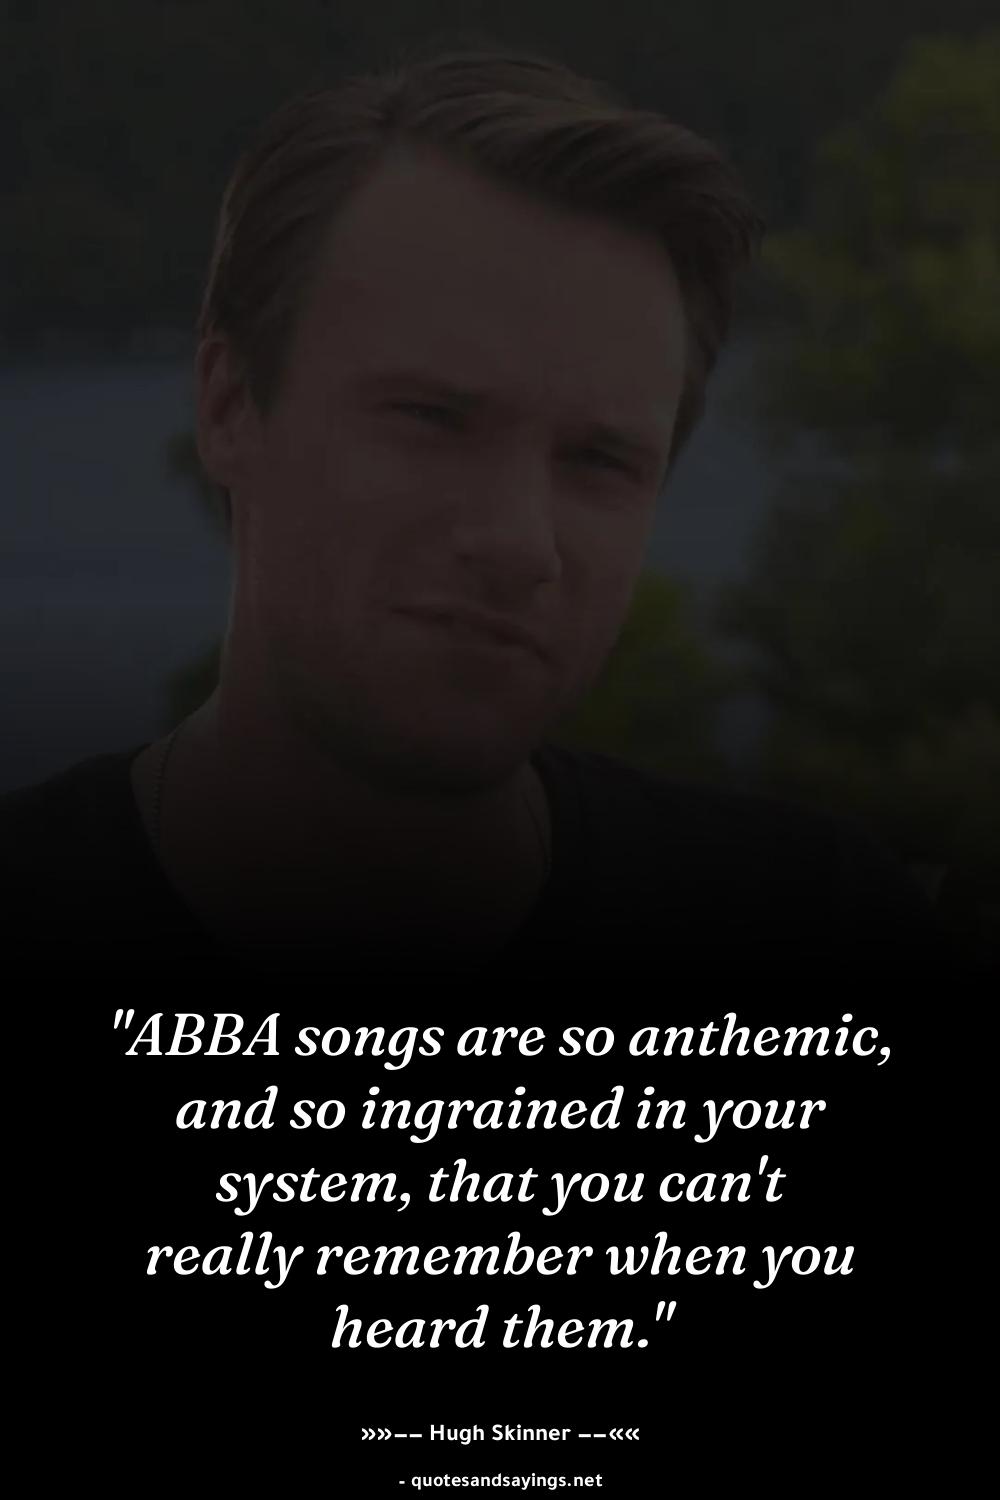 "ABBA songs are so anthemic,
and so ingrained in your
system, that you can't
really remember when you
heard them."
»»−− Hugh Skinner −−««
- quotesandsayings.net